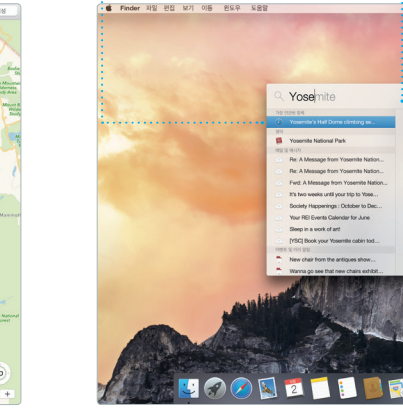 Finder 파일 편집 보기 이동 윈도우 도움말
Yosemite
Yosemite's Half Dome climbing se...
Yosemite National Park
Re: A Message from Yosemite Nation...
Re: A Message from Yosemite Nation...
Fwd: A Message from Yosemite Nation...
It's two weeks until your trip to Yose...
Society Happenings : October to Dec...
Your REI Events Calendar for June
Sleep in a work of art!
[YSC] Book your Yosemite cabin tod...
New chair from the antiques show...
Wanna go see that new chairs exhibit...
2